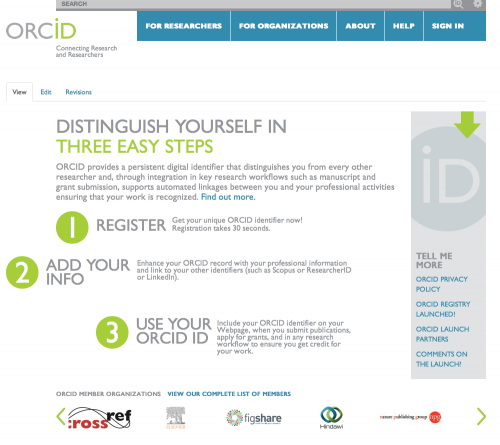 SEARCH
ORCiD
Connecting Research
and Researchers
FOR RESEARCHERS
FOR ORGANIZATIONS
ABOUT
HELP
SIGN IN
View
Edit
Revisions
DISTINGUISH YOURSELF IN
THREE EASY STEPS
ORCID provides a persistent digital identifier that distinguishes you from every other
researcher and, through integration in key research workflows such as manuscript and
grant submission, supports automated linkages between you and your professional activities
ensuring that your work is recognized. Find out more.
1
REGISTER
Get your unique ORCID identifier now!
Registration takes 30 seconds.
2
ADD YOUR
INFO
Enhance your ORCID record with your professional information
and link to your other identifiers (such as Scopus or ResearcherID
or LinkedIn).
3
USE YOUR
ORCID ID
Include your ORCID identifier on your
Webpage, when you submit publications,
apply for grants, and in any research
workflow to ensure you get credit for
your work.
iD
TELL ME
MORE
ORCID PRIVACY
POLICY
ORCID REGISTRY
LAUNCHED!
ORCID LAUNCH
PARTNERS
COMMENTS ON
THE LAUNCH!
ORCID MEMBER ORGANIZATIONS
VIEW OUR COMPLETE LIST OF MEMBERS
crossref
ELSEVIER
figshare
Hindawi
nature publishing group npg